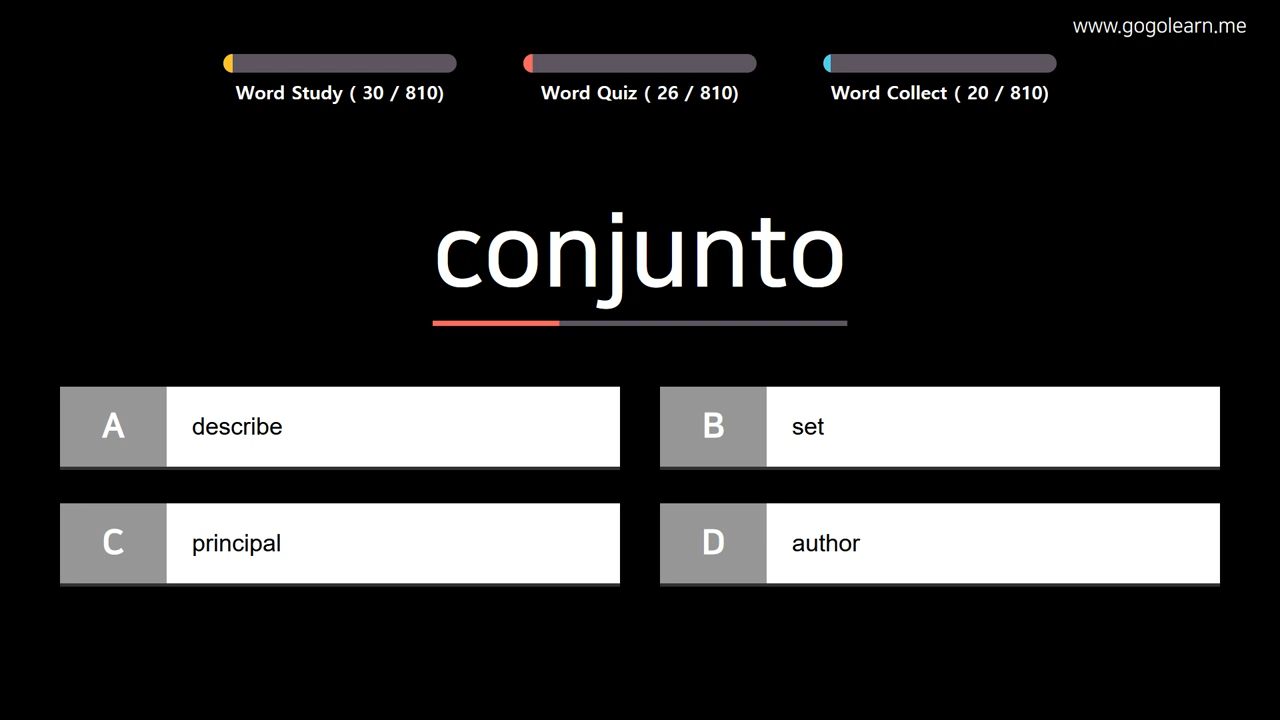 www.gogolearn.me
Word Study ( 30 / 810)
Word Quiz ( 26 / 810)
Word Collect ( 20 / 810)
conjunto
A
describe
B
set
C
principal
D
author